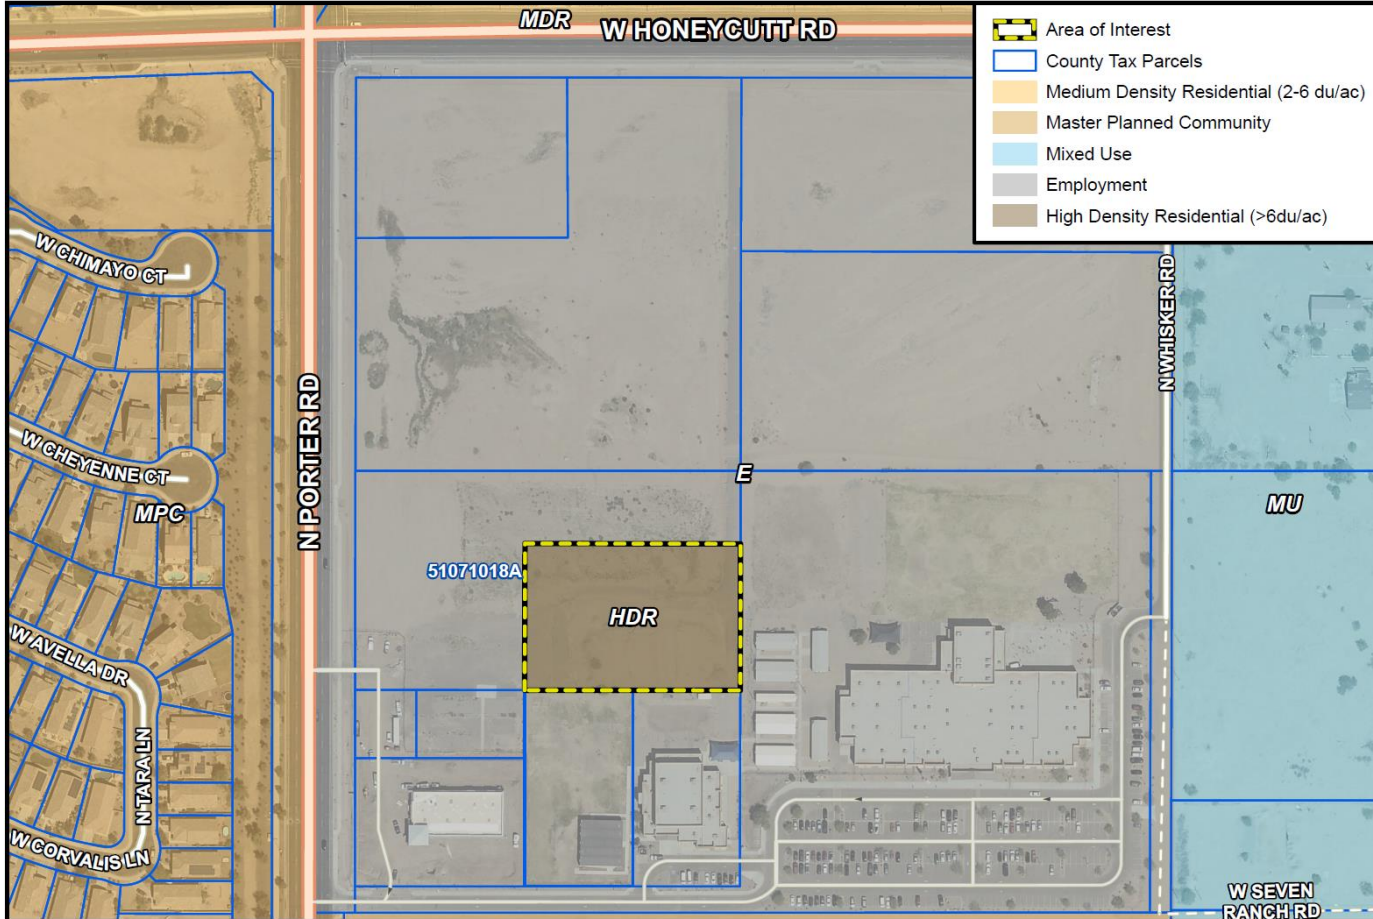 MDR
W HONEYCUTT RD
Area of Interest
County Tax Parcels
Medium Density Residential (2-6 du/ac)
Master Planned Community
Mixed Use
Employment
High Density Residential (>6du/ac)
W CHIMAYO CT
N WHISKER RD
N PORTER RD
W CHEYENNE CT
MPC
E
MU
51071018A
HDR
W AVELLA DR
N TARA LN
W CORVALIS LN
W SEVEN
RANCH RD